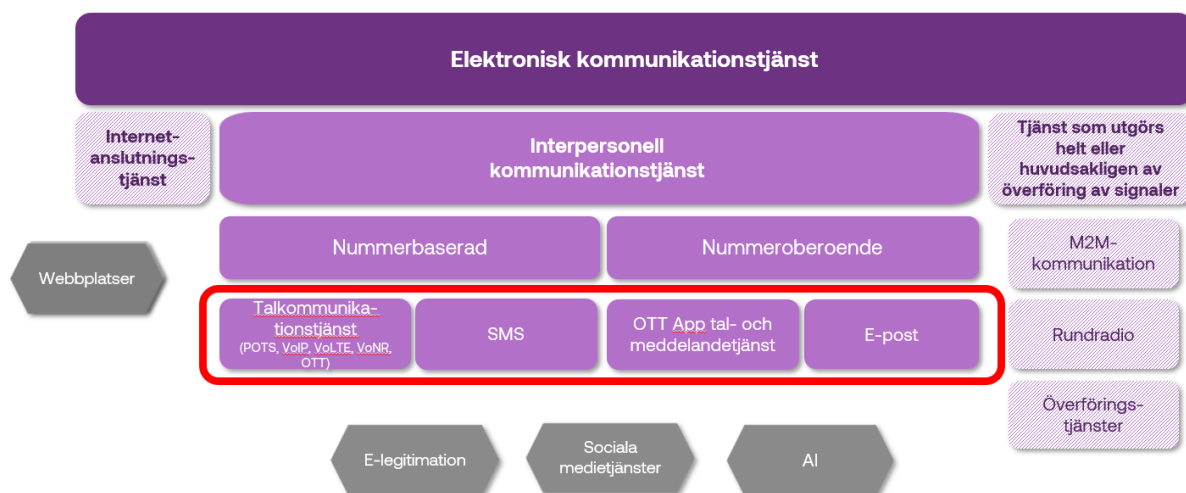 Elektronisk kommunikationstjänst
Internet-
anslutnings-
tjänst
Interpersonell
kommunikationstjänst
Tjänst som utgörs
helt eller
huvudsakligen av
överföring av signaler
Nummerbaserad
Nummeroberoende
M2M-
kommunikation
Webbplatser
Talkommunika-
tionstjänst
(POTS, VoIP, VoLTE, VoNR,
OTT)
SMS
OTT App tal- och
meddelandetjänst
E-post
Rundradio
Överförings-
tjänster
E-legitimation
Sociala
medietjänster
AI